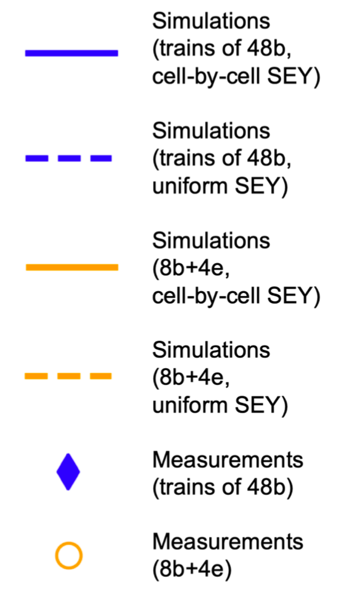 Simulations
(trains of 48b,
cell-by-cell SEY)
Simulations
(trains of 48b,
uniform SEY)
Simulations
(8b+4e,
cell-by-cell SEY)
Simulations
(8b+4e,
uniform SEY)
Measurements
(trains of 48b)
Measurements
(8b+4e)